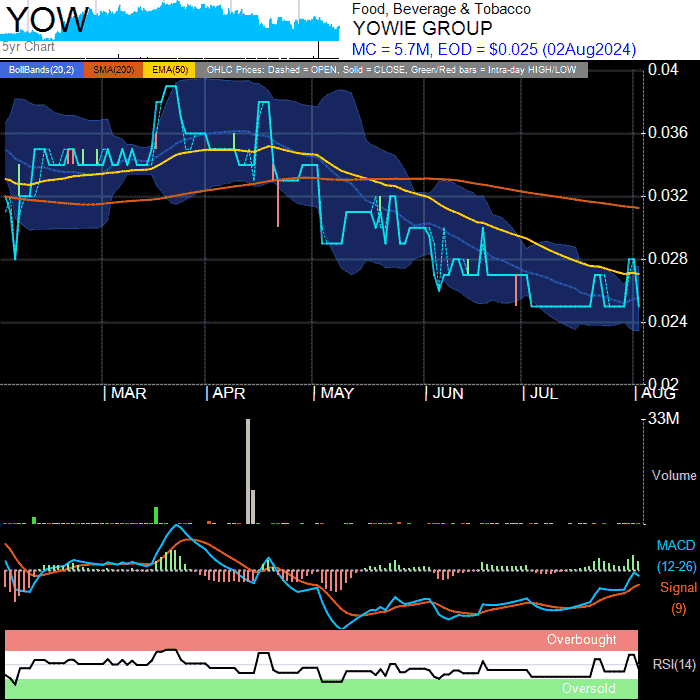 YOW
Food, Beverage & Tobacco
YOWIE GROUP
5yr Chart
MC = 5.7M, EOD = $0.025 (02Aug2024)
BollBands(20,2) SMA(200) EMA(50) OHLC Prices: Dashed = OPEN, Solid = CLOSE, Green/Red bars = Intra-day HIGH/LOW
0.04
0.036
0.032
0.028
0.024
0.02
MAR APR MAY JUN JUL AUG
33M
Volume
MACD
(12-26)
Signal
(9)
Overbought
RSI(14)
Oversold